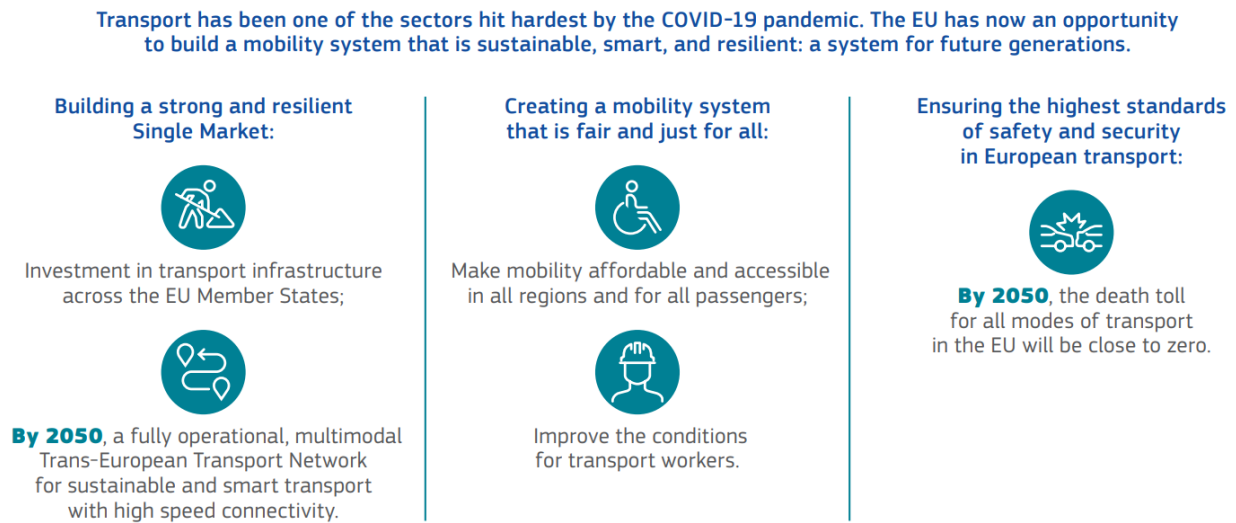 Transport has been one of the sectors hit hardest by the COVID-19 pandemic. The EU has now an opportunity
to build a mobility system that is sustainable, smart, and resilient: a system for future generations.
Building a strong and resilient
Single Market:
Investment in transport infrastructure
across the EU Member States;
By 2050, a fully operational, multimodal
Trans-European Transport Network
for sustainable and smart transport
with high speed connectivity.
Creating a mobility system
that is fair and just for all:
Make mobility affordable and accessible
in all regions and for all passengers;
Improve the conditions
for transport workers.
Ensuring the highest standards
of safety and security
in European transport:
By 2050, the death toll
for all modes of transport
in the EU will be close to zero.